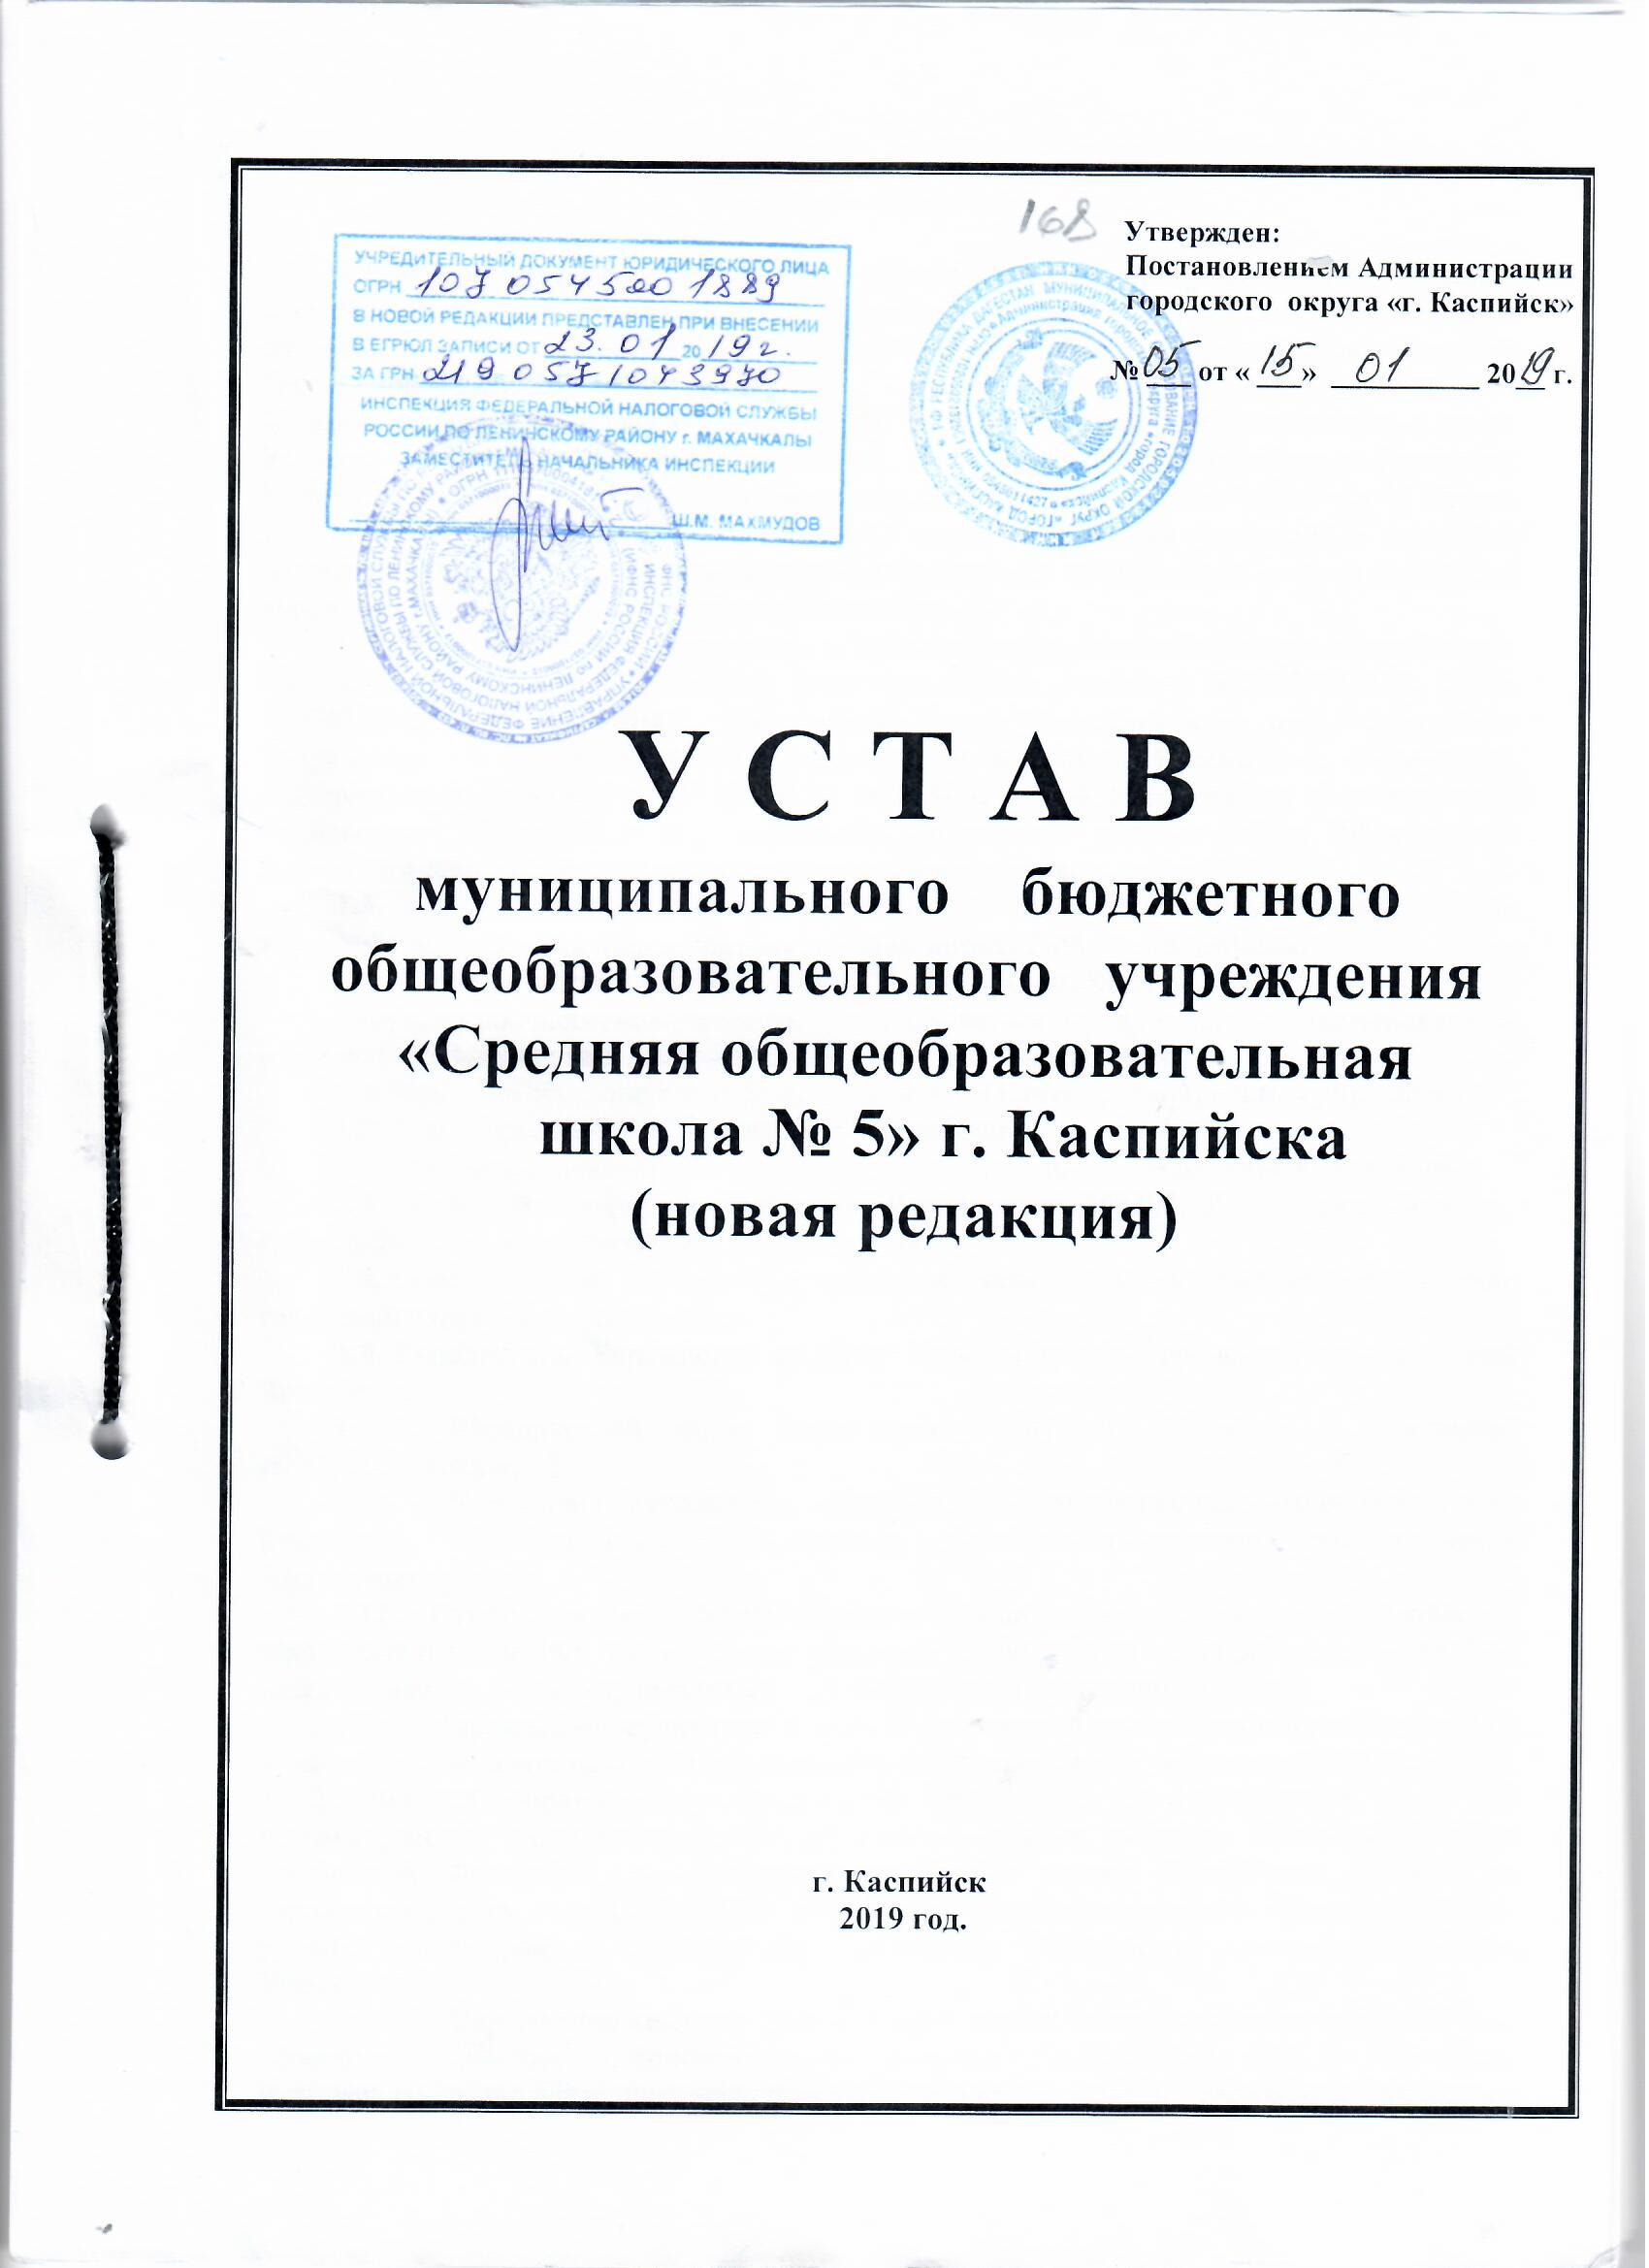 168
Утвержден:
Постановлением Администрации
городского округа «г. Каспийск»
№ 05 от « 15 » 01 2019 г.
УЧРЕДИТЕЛЬНЫЙ ДОКУМЕНТ ЮРИДИЧЕСКОГО ЛИЦА
ОГРН 1070545001889
В НОВОЙ РЕДАКЦИИ ПРЕДСТАВЛЕН ПРИ ВНЕСЕНИИ
В ЕГРЮЛ ЗАПИСИ ОТ 23.01 2019 г.
ЗА ГРН 2190571043970
ИНСПЕКЦИЯ ФЕДЕРАЛЬНОЙ НАЛОГОВОЙ СЛУЖБЫ
РОССИИ ПО ЛЕНИНСКОМУ РАЙОНУ г. МАХАЧКАЛЫ
ЗАМЕСТИТЕЛЬ НАЧАЛЬНИКА ИНСПЕКЦИИ
Ш.М. МАХМУДОВ
У С Т А В
муниципального бюджетного
общеобразовательного учреждения
«Средняя общеобразовательная
школа № 5» г. Каспийска
(новая редакция)
г. Каспийск
2019 год.